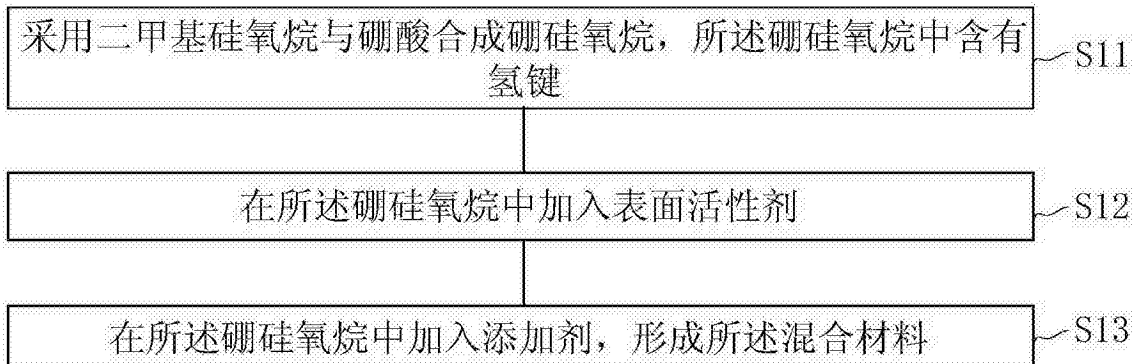 采用二甲基硅氧烷与硼酸合成硼硅氧烷，所述硼硅氧烷中含有
氢键
S11
在所述硼硅氧烷中加入表面活性剂
S12
在所述硼硅氧烷中加入添加剂，形成所述混合材料
S13